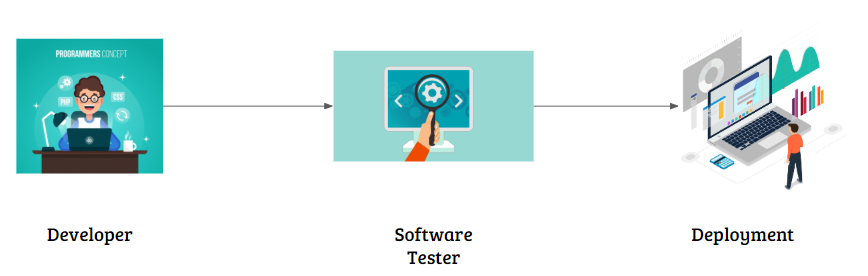 PROGRAMMERS CONCEPT
PHP
CSS
Developer
Software
Tester
Deployment